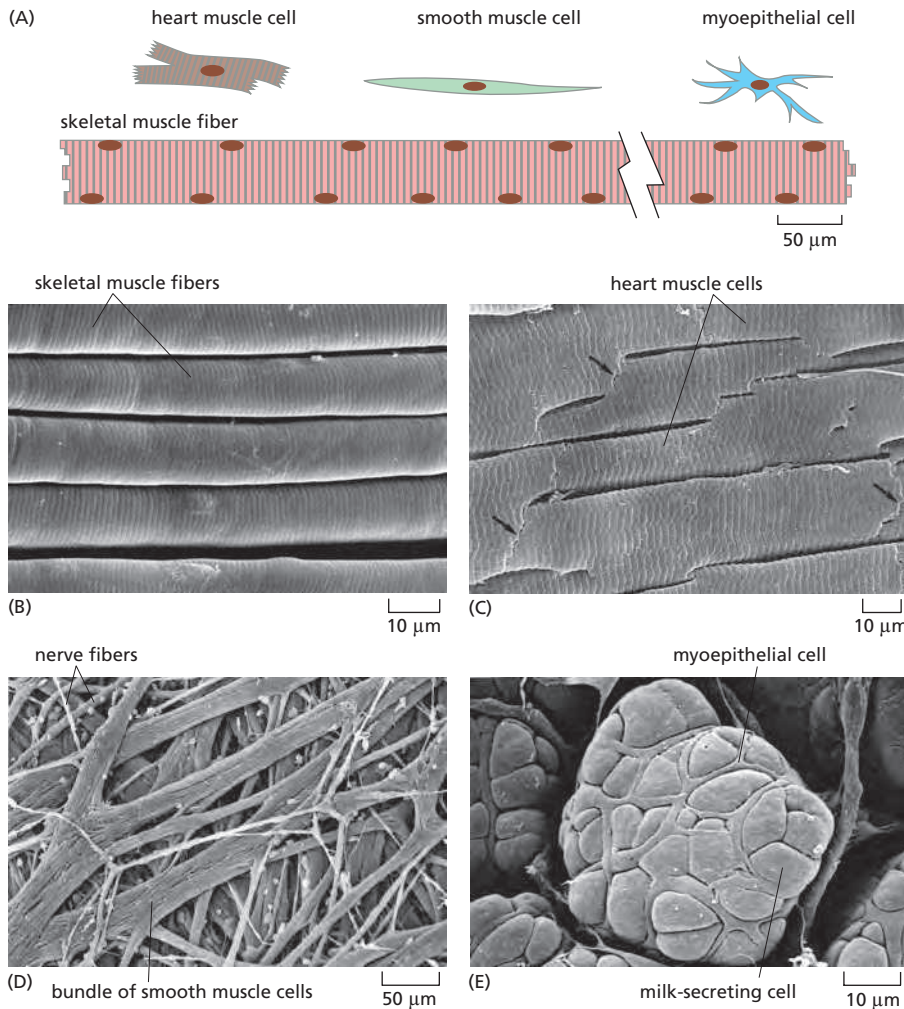 (A)
heart muscle cell
smooth muscle cell
myoepithelial cell
skeletal muscle fiber
50 µm
skeletal muscle fibers
heart muscle cells
(B)
10 µm
(C)
10 µm
nerve fibers
myoepithelial cell
(D)
bundle of smooth muscle cells
50 µm
(E)
milk-secreting cell
10 µm